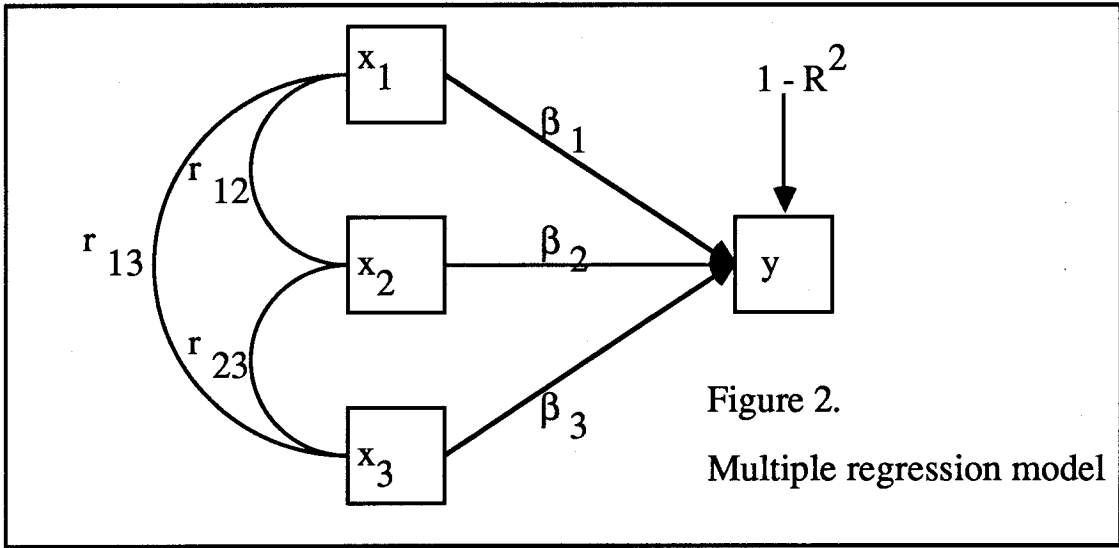 x₁
1 - R²
β₁
r₁₂
β₂
r₁₃
x₂
y
r₂₃
β₃
Figure 2.
x₃
Multiple regression model